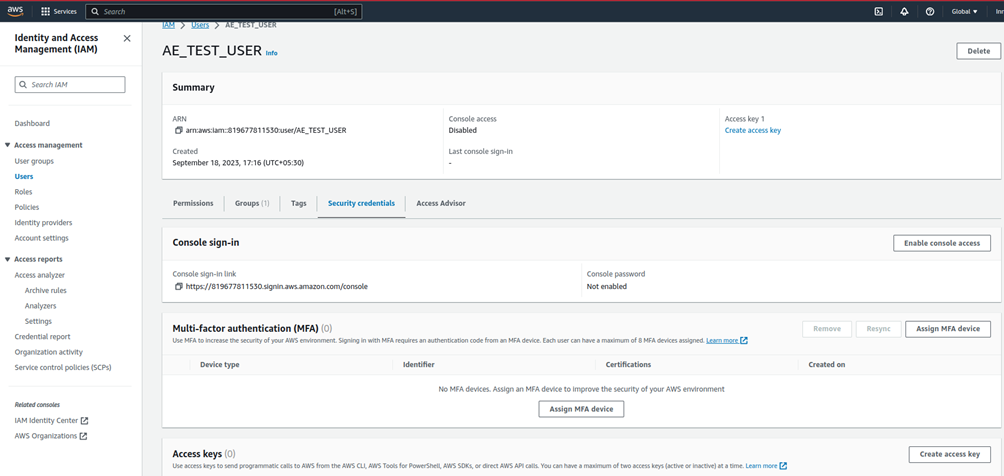 aws Services Search [Alt+S] Global
IAM > Users > AE_TEST_USER
Identity and Access Management (IAM)
Search IAM
Dashboard
Access management
User groups
Users
Roles
Policies
Identity providers
Account settings
Access reports
Access analyzer
Archive rules
Analyzers
Settings
Credential report
Organization activity
Service control policies (SCPs)
Related consoles
IAM Identity Center
AWS Organizations
AE_TEST_USER Info
Delete
Summary
ARN
arn:aws:iam::819677811530:user/AE_TEST_USER
Console access
Disabled
Access key 1
Create access key
Created
September 18, 2023, 17:16 (UTC+05:30)
Last console sign-in
-
Permissions Groups (1) Tags Security credentials Access Advisor
Console sign-in
Enable console access
Console sign-in link
https://819677811530.signin.aws.amazon.com/console
Console password
Not enabled
Multi-factor authentication (MFA) (0)
Remove Resync Assign MFA device
Use MFA to increase the security of your AWS environment. Signing in with MFA requires an authentication code from an MFA device. Each user can have a maximum of 8 MFA devices assigned. Learn more
Device type Identifier Certifications Created on
No MFA devices. Assign an MFA device to improve the security of your AWS environment
Assign MFA device
Access keys (0)
Create access key
Use access keys to send programmatic calls to AWS from the AWS CLI, AWS Tools for PowerShell, AWS SDKs, or direct AWS API calls. You can have a maximum of two access keys (active or inactive) at a time. Learn more